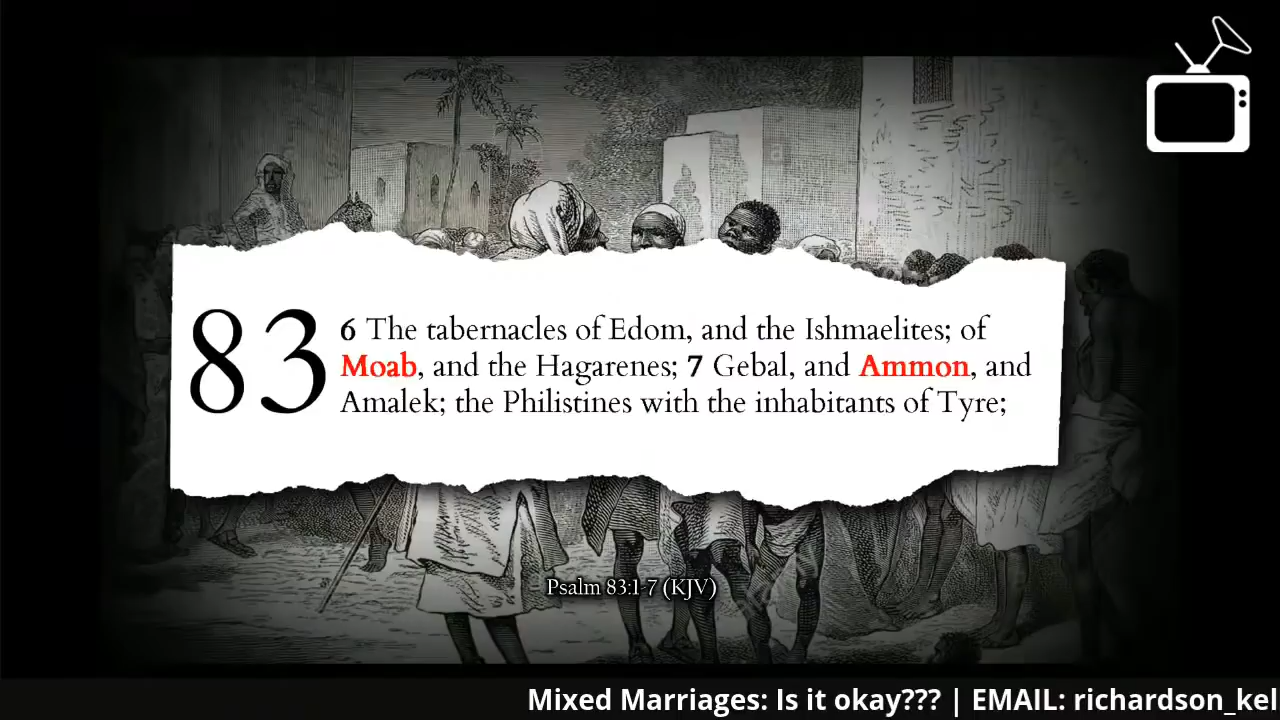 83
6 The tabernacles of Edom, and the Ishmaelites; of
Moab, and the Hagarenes; 7 Gebal, and Ammon, and
Amalek; the Philistines with the inhabitants of Tyre;
Psalm 83:1-7 (KJV)
Mixed Marriages: Is it okay??? | EMAIL: richardson_kel